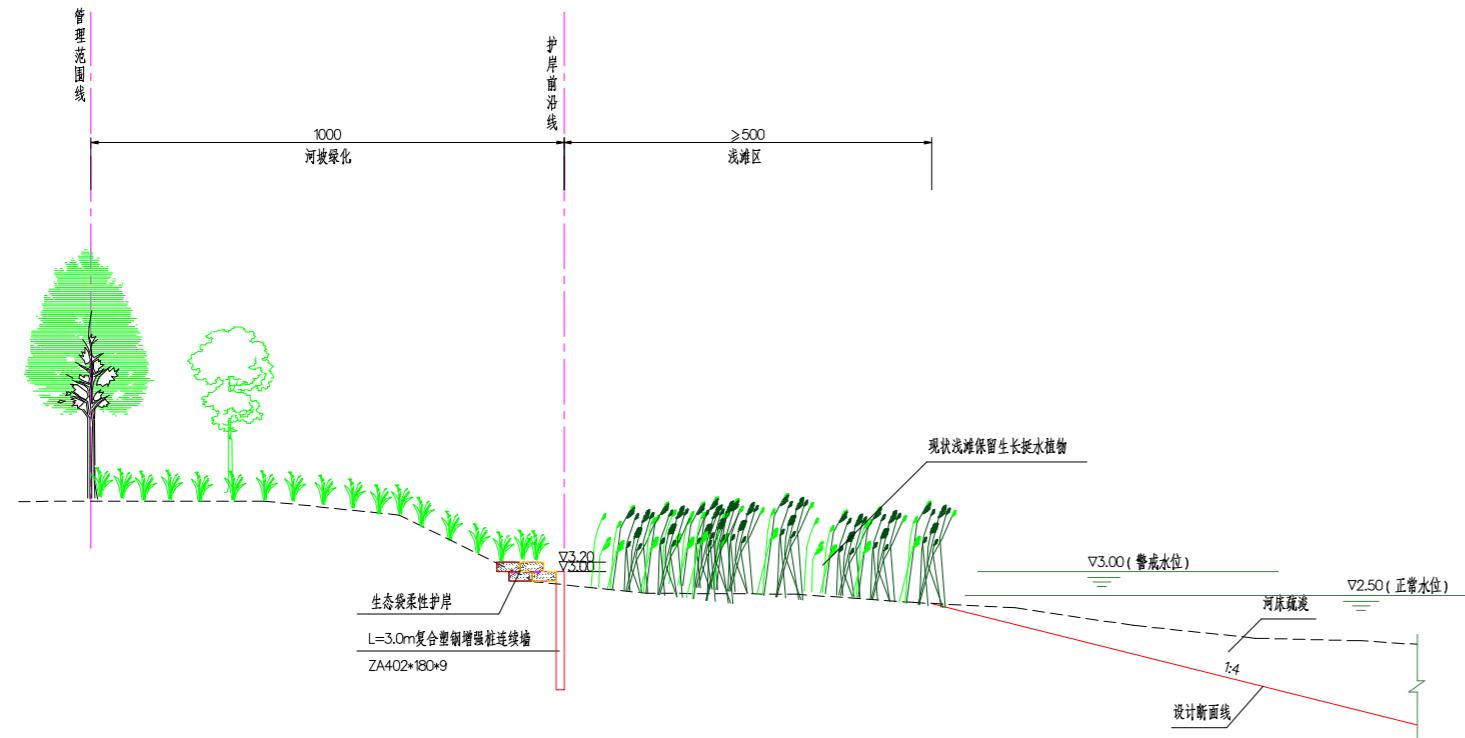 管理范围线
护岸前沿线
1000
≥500
河坡绿化
浅滩区
现状浅滩保留生长挺水植物
▽3.20
▽3.00
▽3.00(警戒水位)
▽2.50(正常水位)
生态袋柔性护岸
河床疏浚
L=3.0m复合塑钢增强桩连续墙
ZA402*180*9
1:4
设计断面线